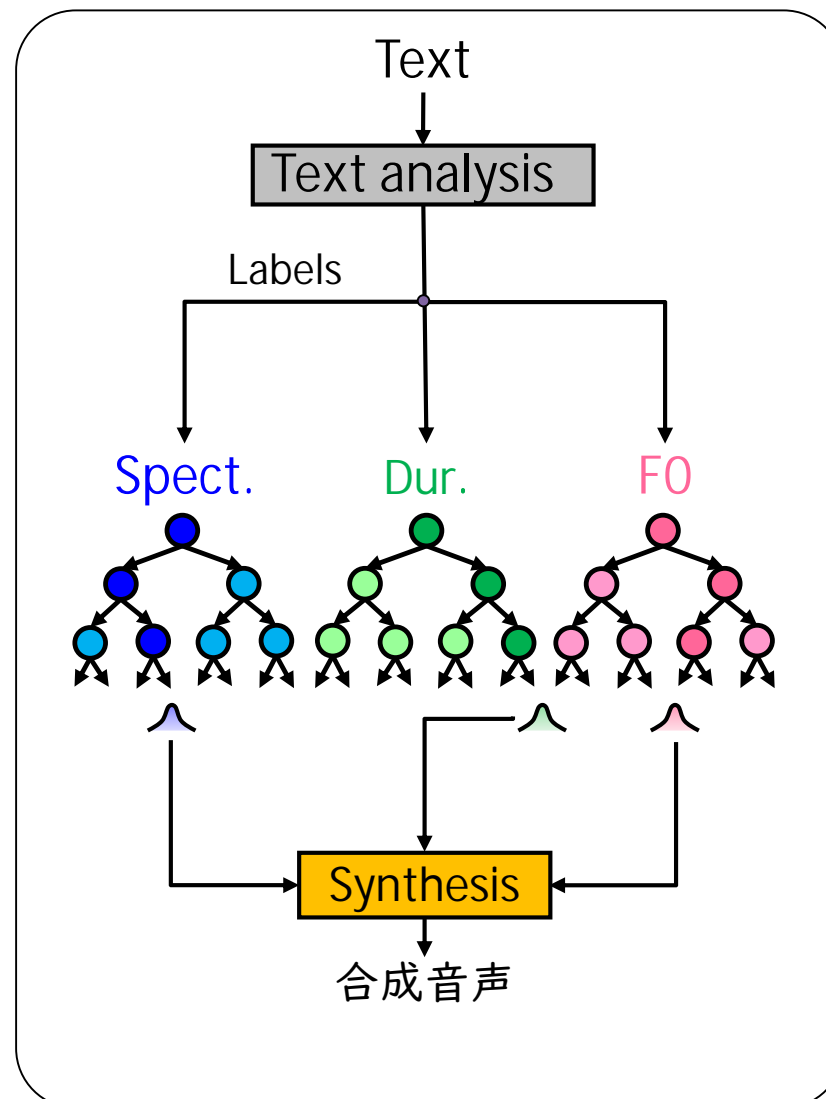 Text
Text analysis
Labels
Spect.
Dur.
F0
Synthesis
合成音声